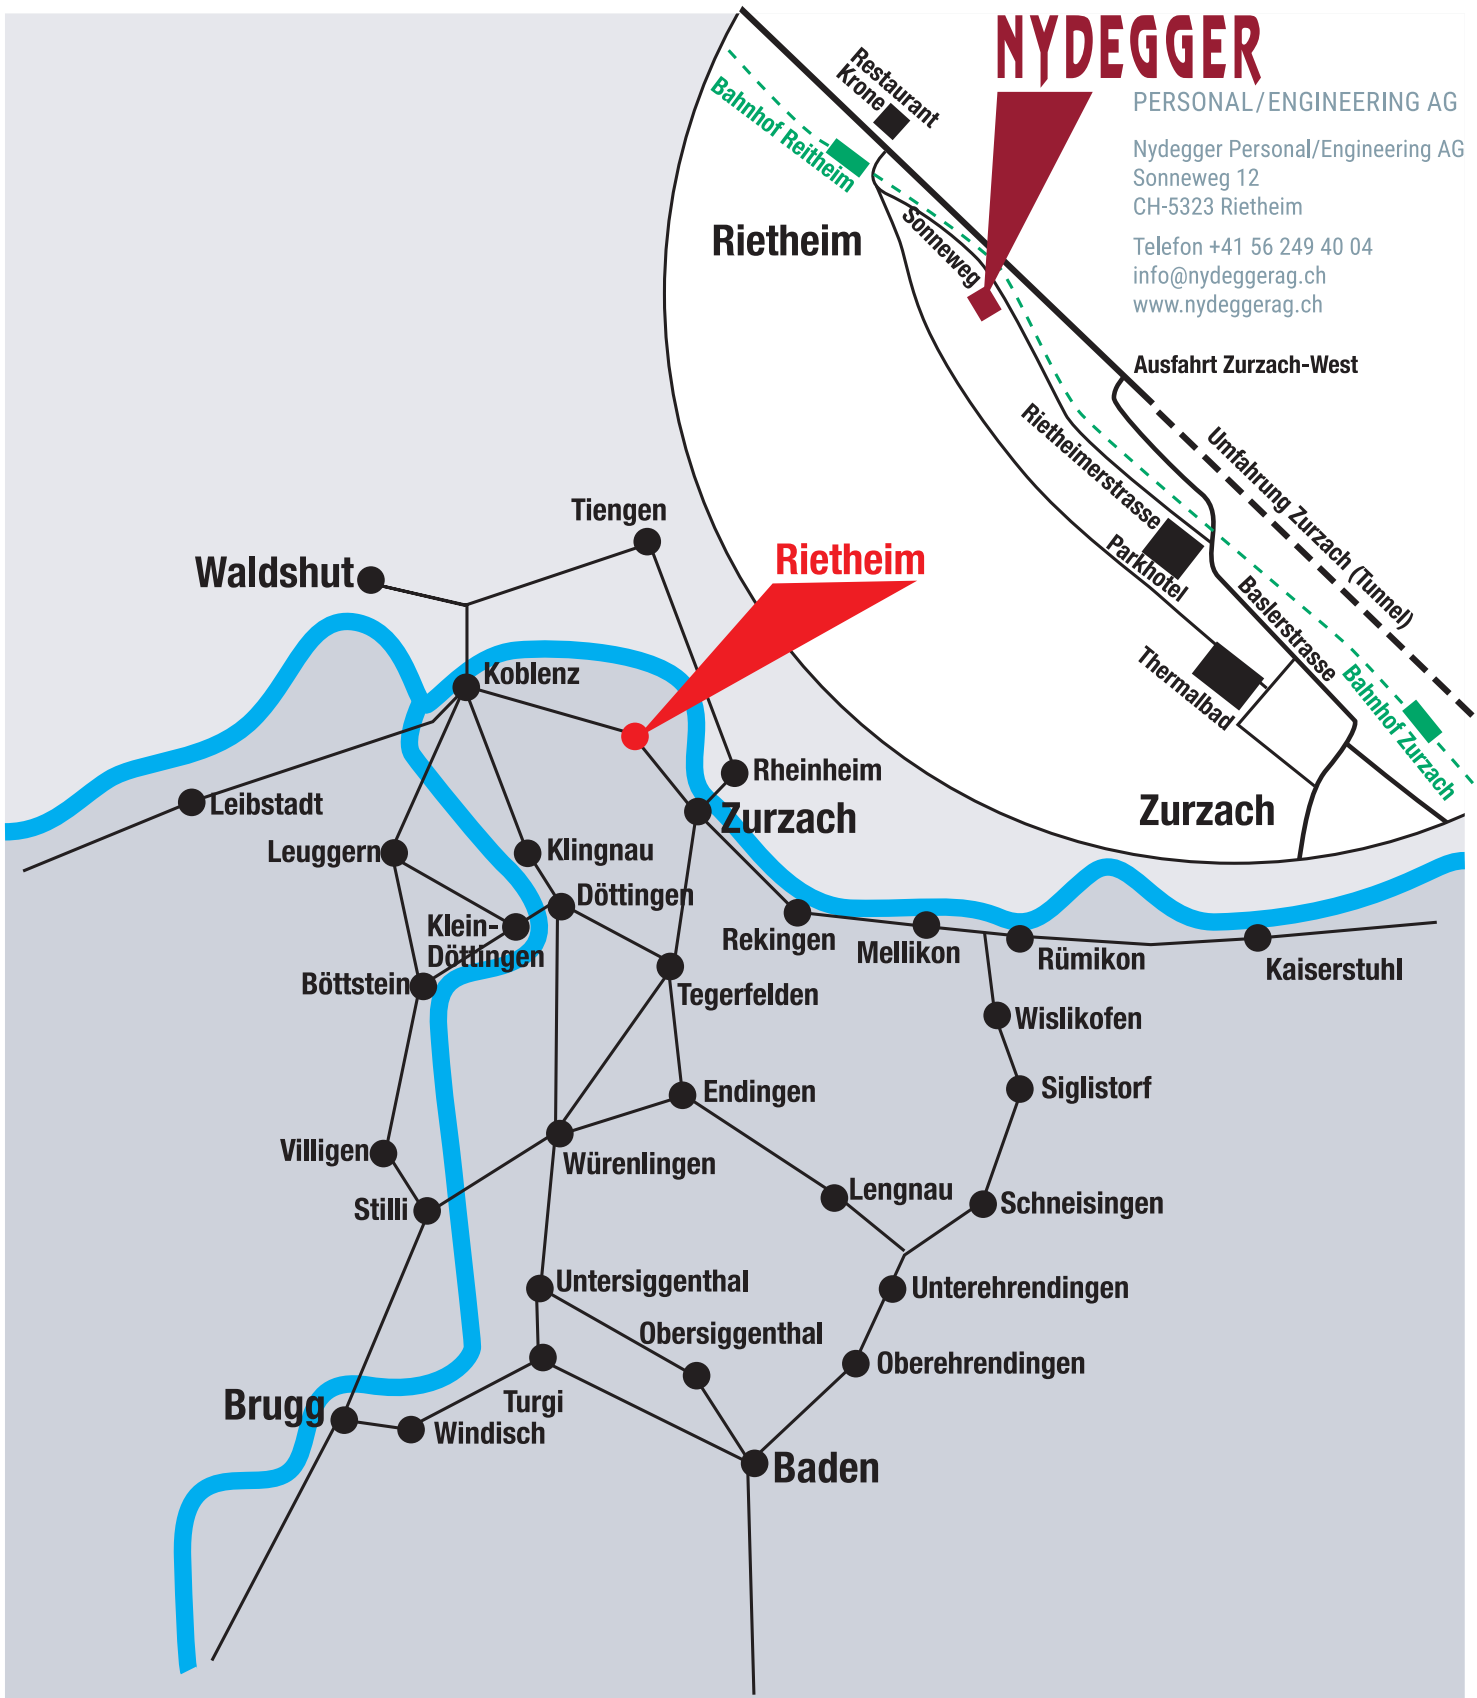 NYDEGGER
PERSONAL/ENGINEERING AG
Nydegger Personal/Engineering AG
Sonneweg 12
CH-5323 Rietheim
Telefon +41 56 249 40 04
info@nydeggerag.ch
www.nydeggerag.ch
Restaurant
Krone
Bahnhof Reitheim
Rietheim
Sonneweg
Ausfahrt Zurzach-West
Rietheimerstrasse
Umfahrung Zurzach (Tunnel)
Parkhotel
Baslerstrasse
Thermalbad
Bahnhof Zurzach
Zurzach
Tiengen
Waldshut
Rietheim
Koblenz
Rheinheim
Leibstadt
Zurzach
Leuggern
Klingnau
Döttingen
Klein-
Döttingen
Rekingen
Mellikon
Rümikon
Kaiserstuhl
Böttstein
Tegerfelden
Wislikofen
Endingen
Siglistorf
Villigen
Würenlingen
Lengnau
Schneisingen
Stilli
Untersiggenthal
Unterehrendingen
Obersiggenthal
Oberehrendingen
Brugg
Turgi
Windisch
Baden